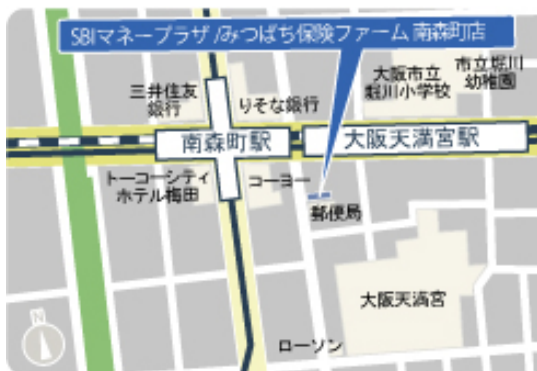 SBIマネープラザ /みつばち保険ファーム 南森町店
三井住友
銀行
りそな銀行
大阪市立
堀川小学校
市立堀川
幼稚園
南森町駅
大阪天満宮駅
トーコーシティ
ホテル梅田
コーヨー
郵便局
大阪天満宮
ローソン
N